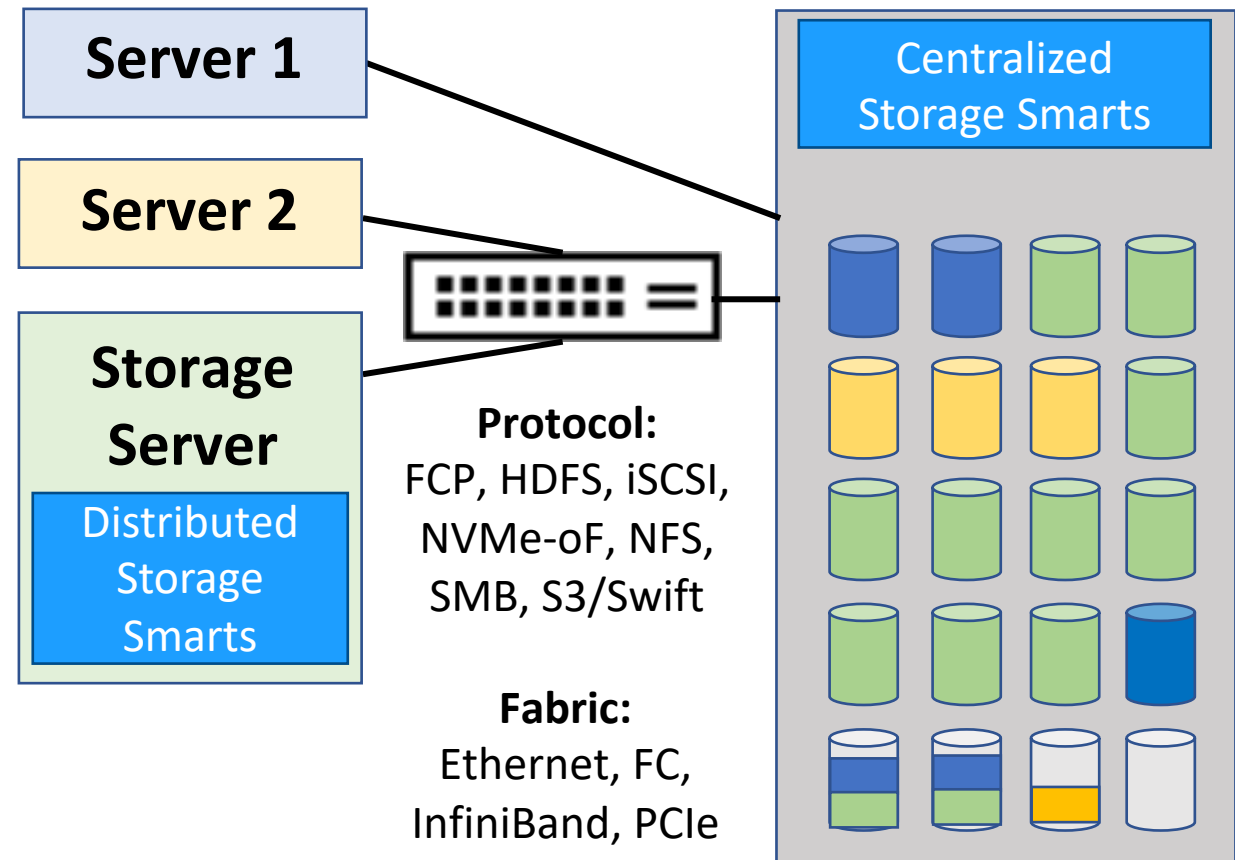 Server 1
Server 2
Storage
Server
Distributed
Storage
Smarts
Protocol:
FCP, HDFS, iSCSI,
NVMe-oF, NFS,
SMB, S3/Swift
Fabric:
Ethernet, FC,
InfiniBand, PCIe
Centralized
Storage Smarts